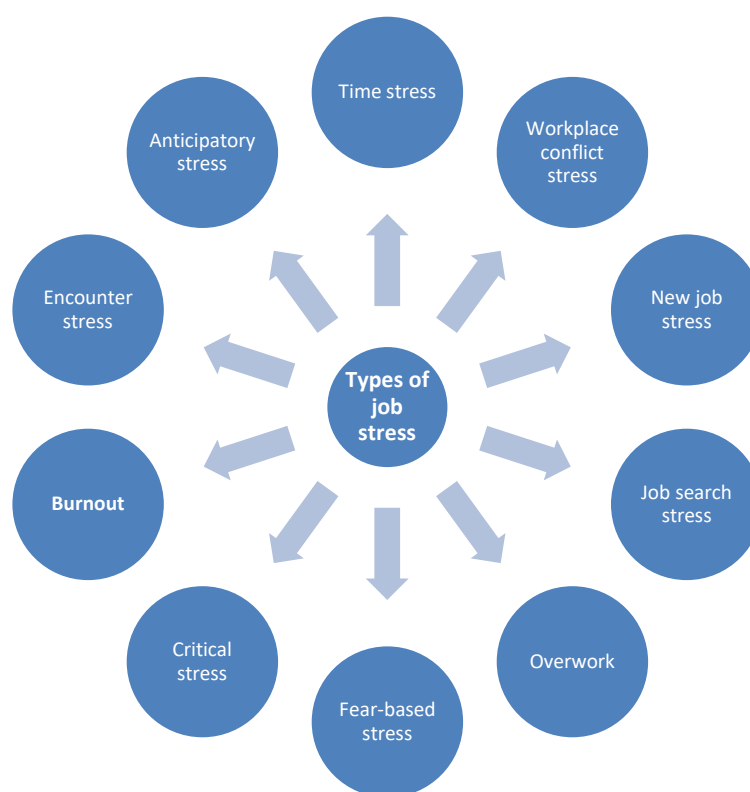 Time stress
Workplace
conflict
stress
New job
stress
Job search
stress
Overwork
Fear-based
stress
Critical
stress
Burnout
Encounter
stress
Anticipatory
stress
Types of
job
stress